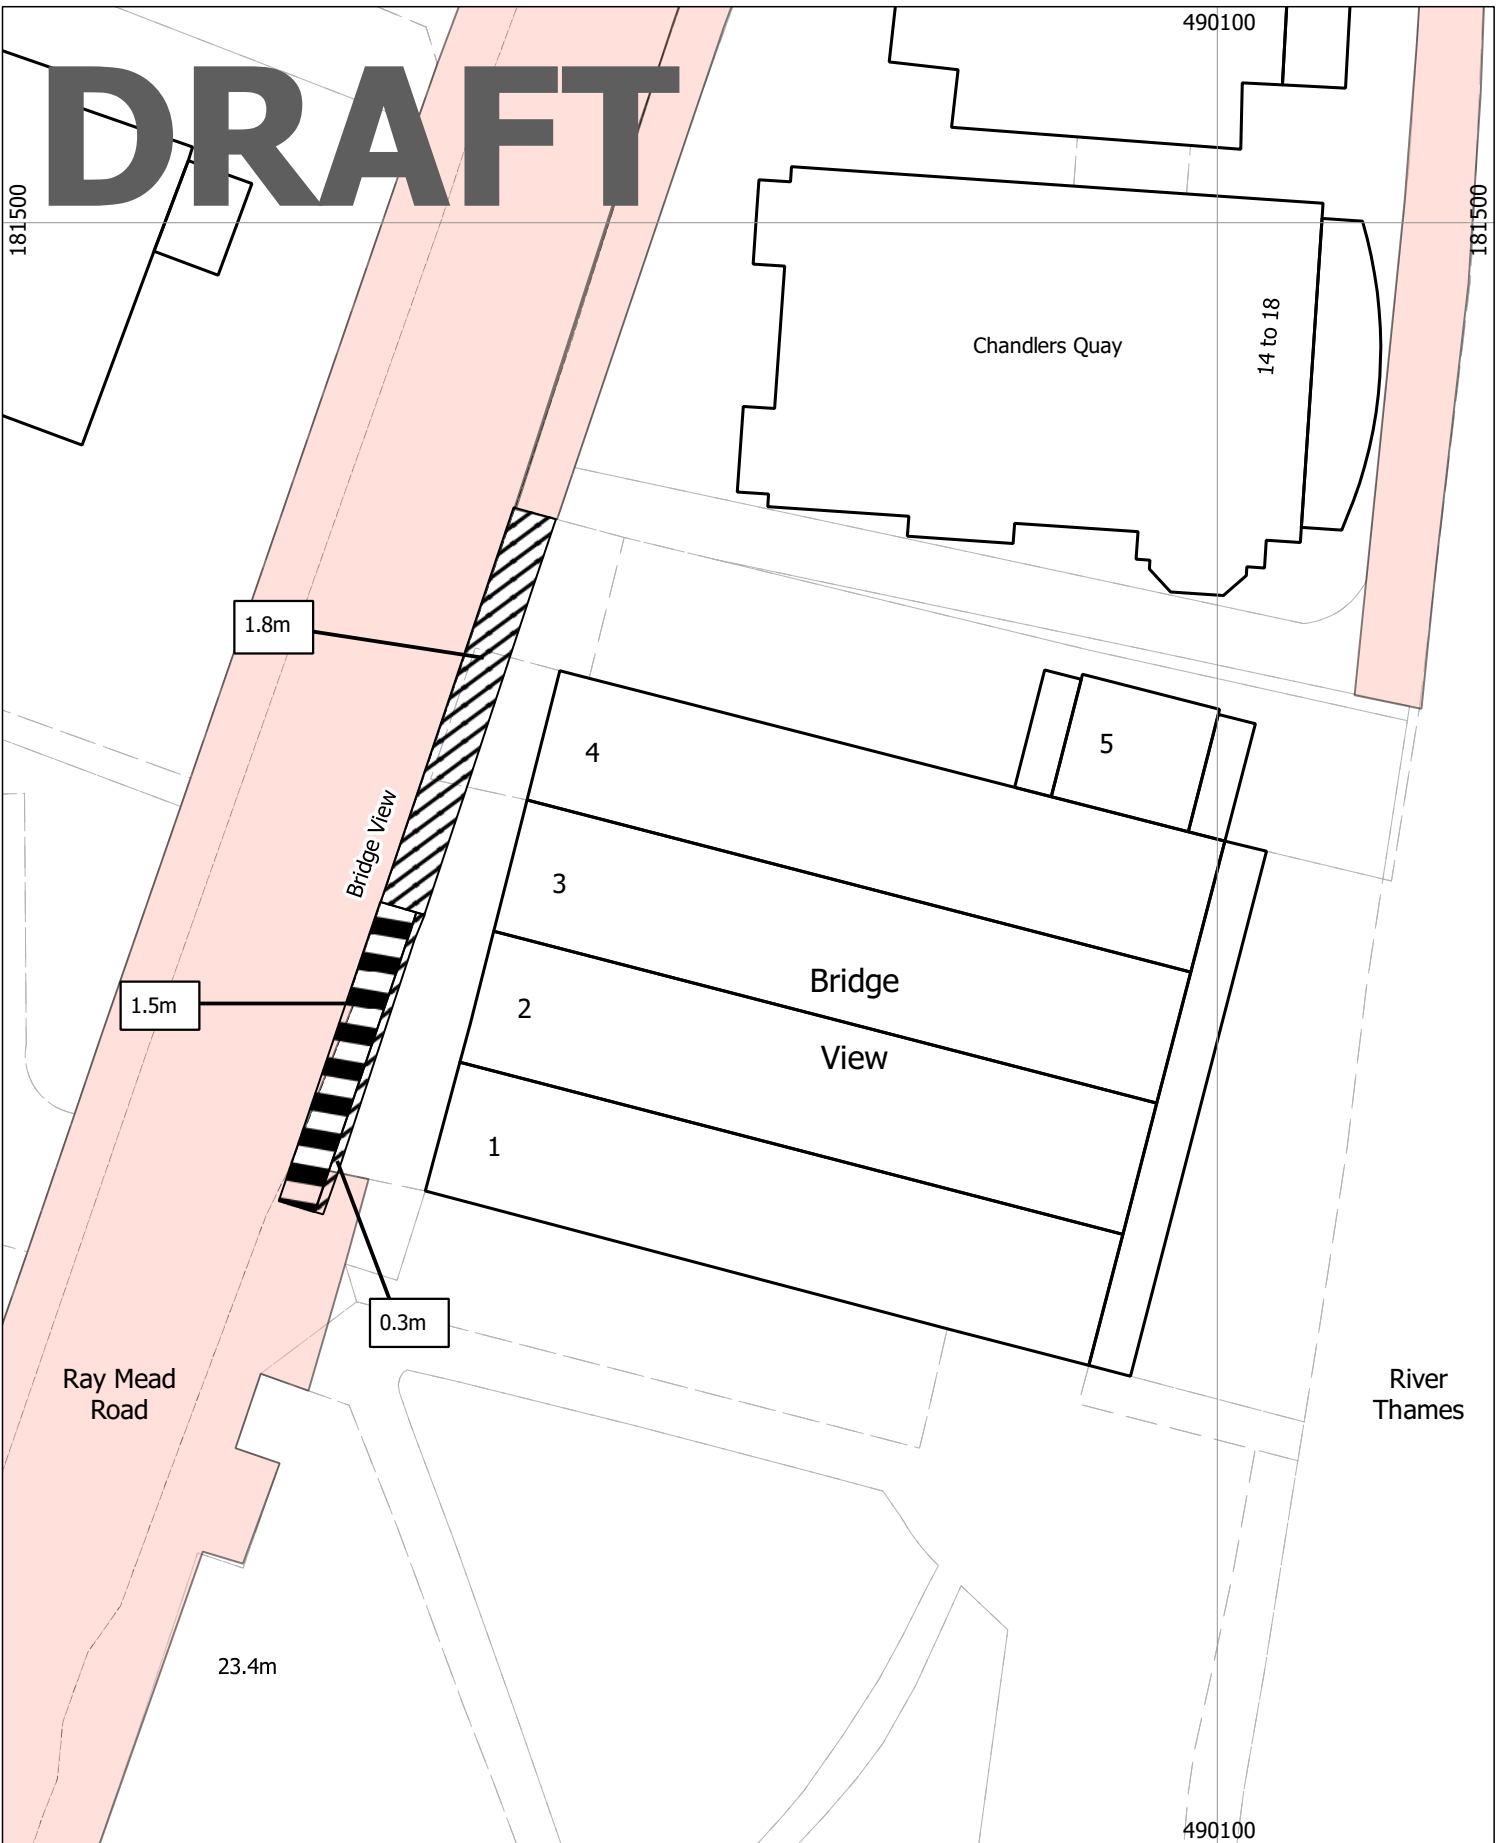 490100
DRAFT
181500
181500
14 to 18
Chandlers Quay
1.8m
4
5
Bridge View
3
Bridge
2
1.5m
View
1
0.3m
Ray Mead
Road
River
Thames
23.4m
490100